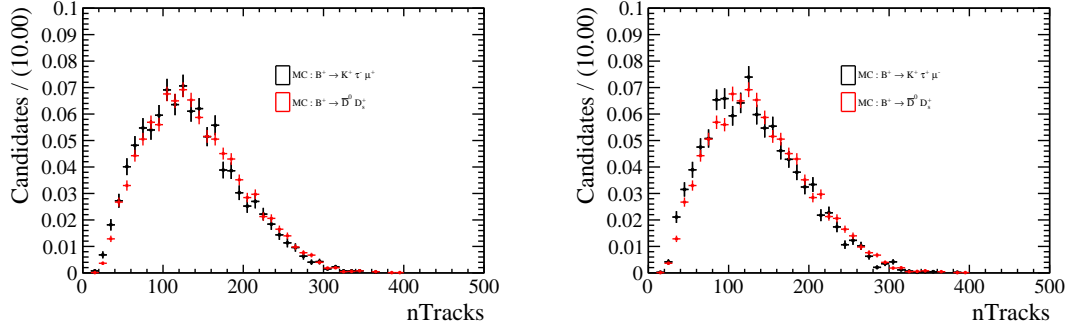 Candidates / (10.00)
0.1
0.09
0.08
0.07
0.06
0.05
0.04
0.03
0.02
0.01
0
MC : B⁺ → K⁺ τ⁻ μ⁺
MC : B⁺ → D̅⁰ Dₛ⁺
0 100 200 300 400 500
nTracks
Candidates / (10.00)
0.1
0.09
0.08
0.07
0.06
0.05
0.04
0.03
0.02
0.01
0
MC : B⁺ → K⁺ τ⁺ μ⁻
MC : B⁺ → D̅⁰ Dₛ⁺
0 100 200 300 400 500
nTracks